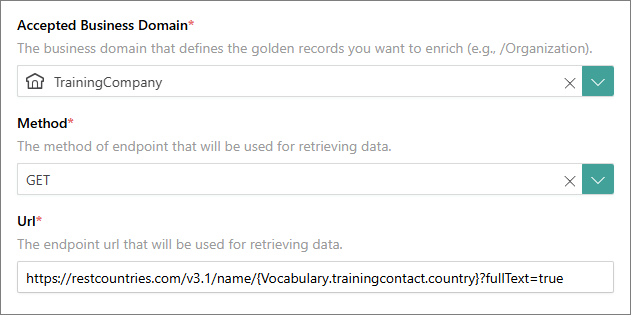 Accepted Business Domain*
The business domain that defines the golden records you want to enrich (e.g., /Organization).
TrainingCompany
Method*
The method of endpoint that will be used for retrieving data.
GET
Url*
The endpoint url that will be used for retrieving data.
https://restcountries.com/v3.1/name/{Vocabulary.trainingcontact.country}?fullText=true